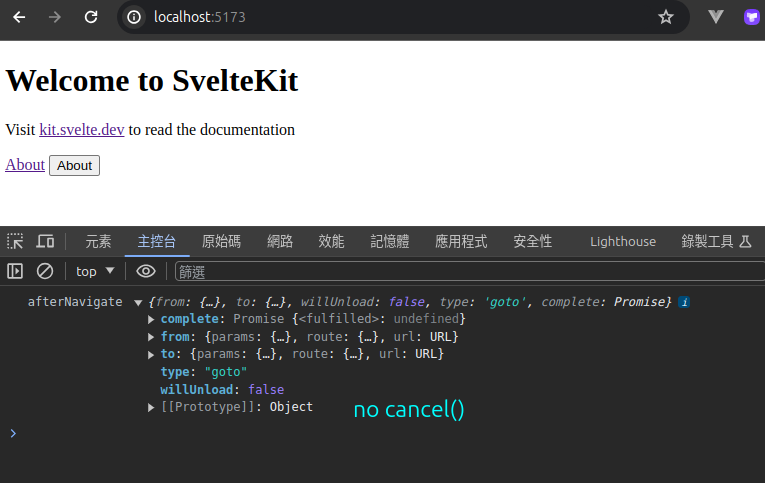 localhost:5173
Welcome to SvelteKit
Visit kit.svelte.dev to read the documentation
About About
元素 主控台 原始碼 網路 效能 記憶體 應用程式 安全性 Lighthouse 錄製工具
top 篩選
afterNavigate {from: {…}, to: {…}, willUnload: false, type: 'goto', complete: Promise} i
complete: Promise {<fulfilled>: undefined}
from: {params: {…}, route: {…}, url: URL}
to: {params: {…}, route: {…}, url: URL}
type: "goto"
willUnload: false
[[Prototype]]: Object
no cancel()